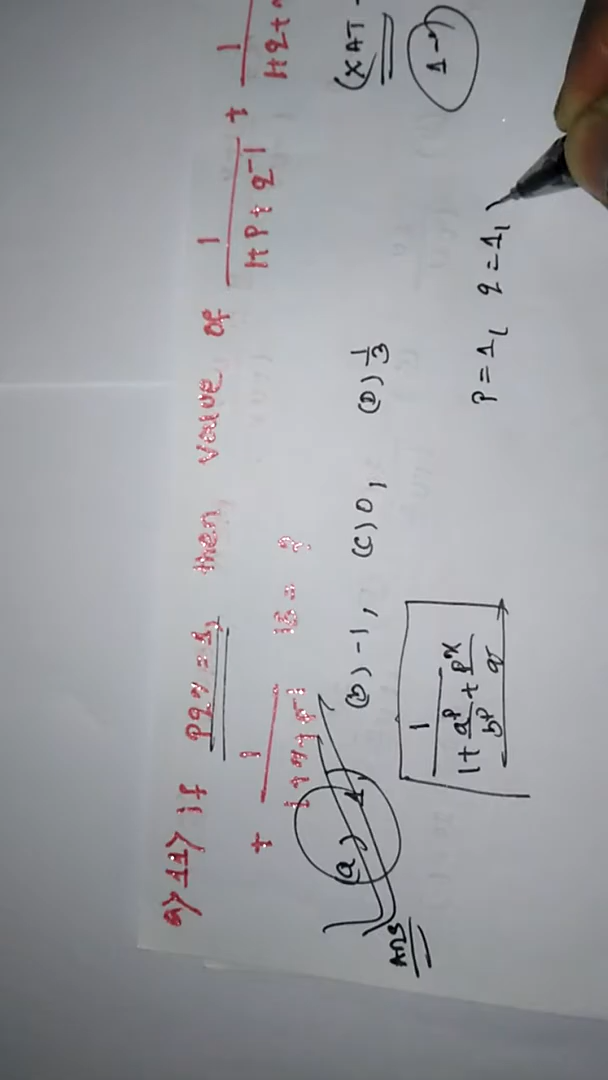 Q) 11) If pqr = 1, then value of 1/(1+p+q⁻¹) + 1/(1+q+r
+ 1/(1+r+p⁻¹ is = ?
(a) 1, (b) -1, (c) 0, (D) 1/3
(XAT -
Ans
1/(1 + a^p/b^p + p^x/q
p = 1, q = 1,